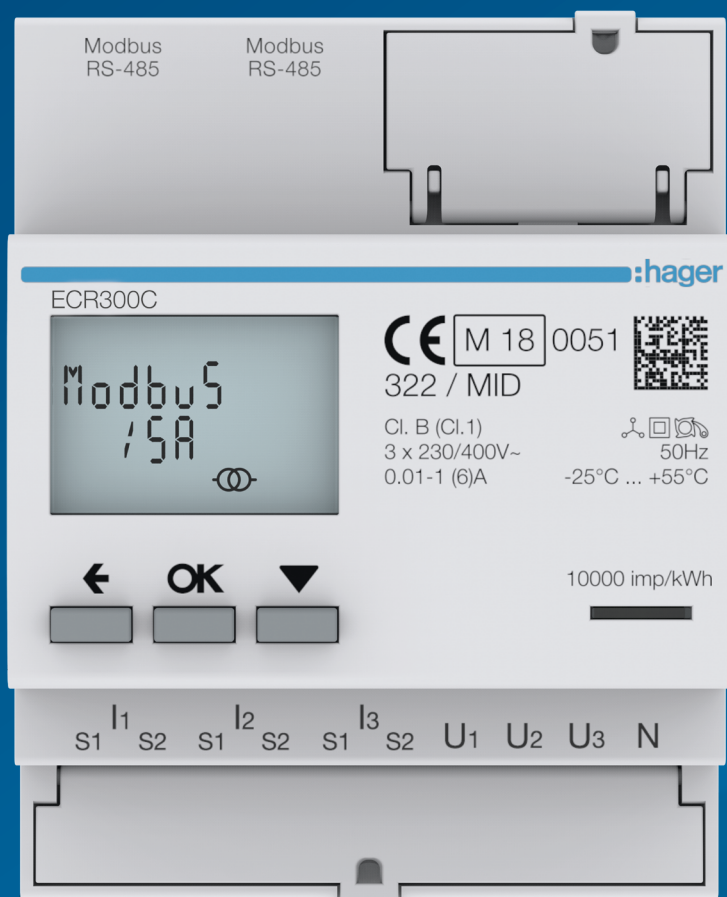 Modbus Modbus
RS-485 RS-485
:hager
ECR300C
CE M 18 0051
322 / MID
Modbus
/5A
Cl. B (Cl.1)
3 x 230/400V~ 50Hz
0.01-1 (6)A -25°C ... +55°C
OK
10000 imp/kWh
I1 I2 I3
S1 S2 S1 S2 S1 S2 U1 U2 U3 N